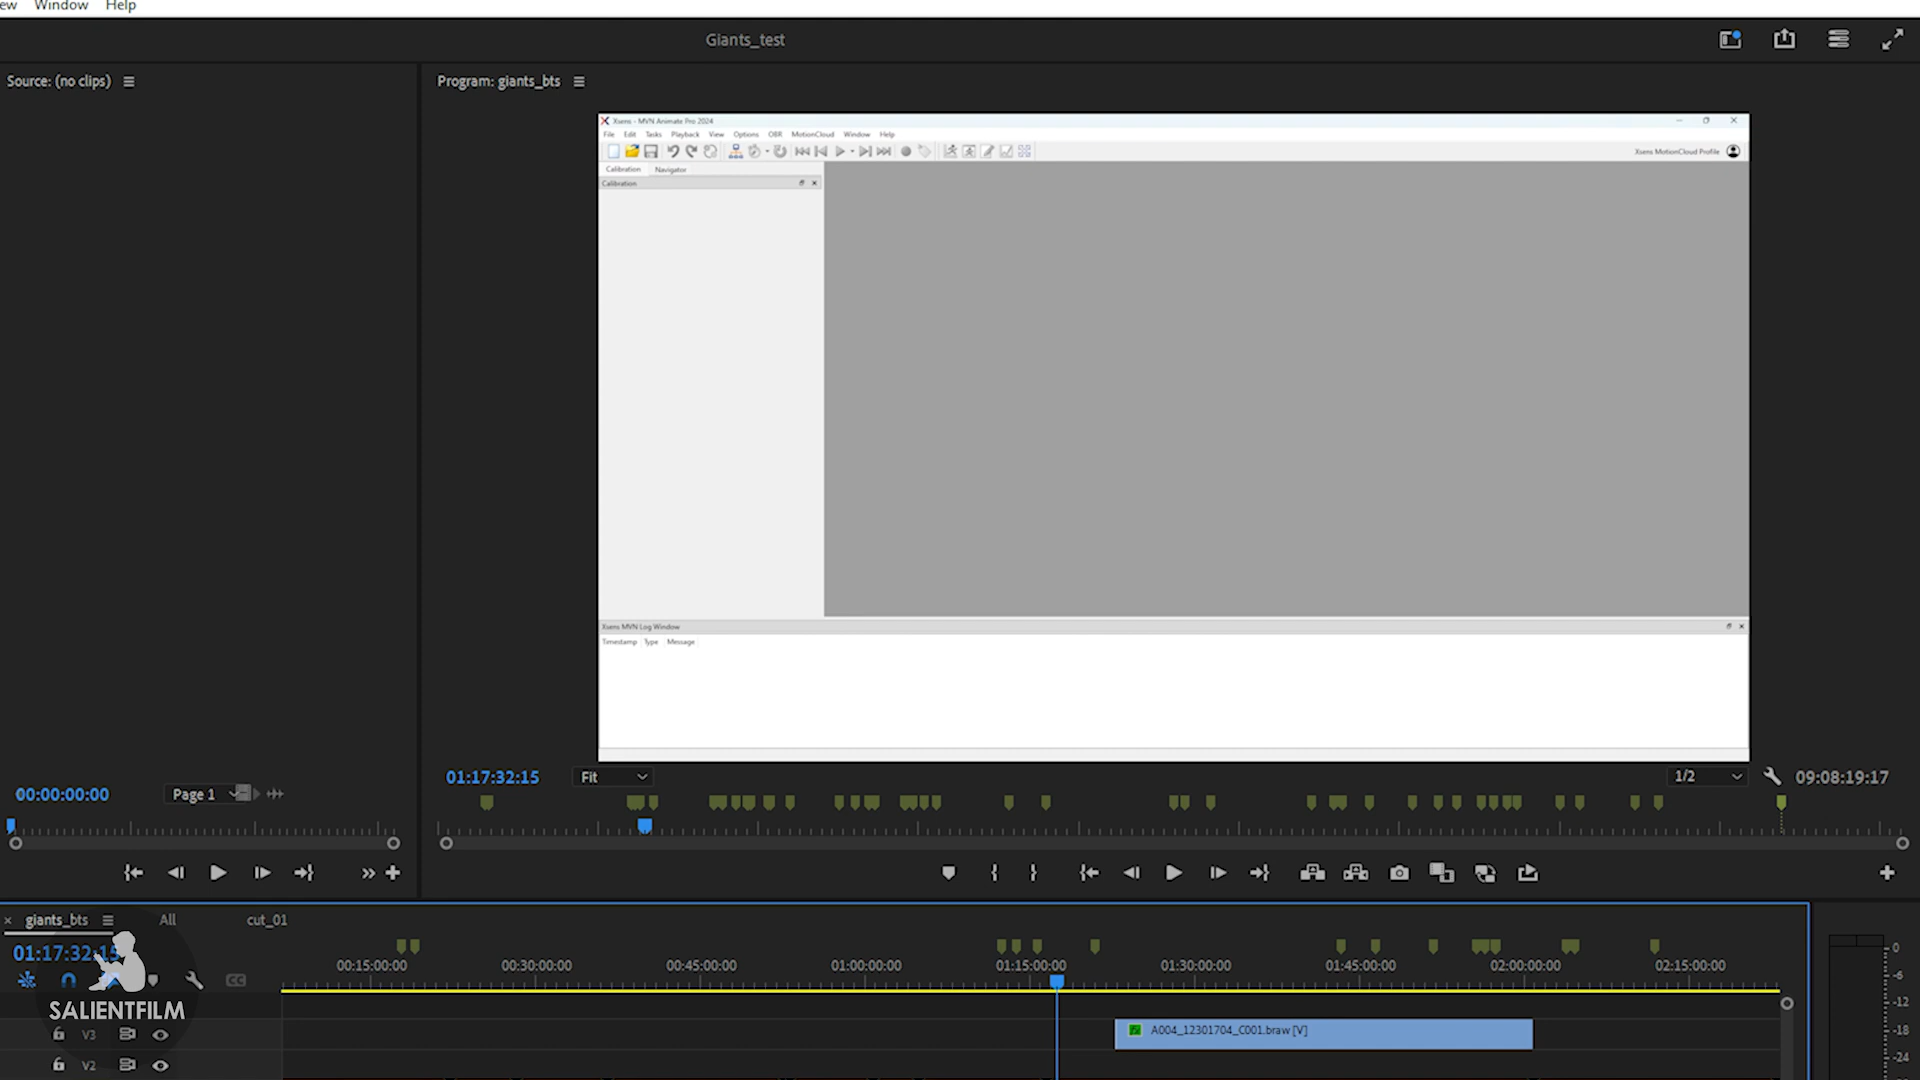 ew Window Help
Giants_test
Source: (no clips)
Program: giants_bts
Xsens - MVN Animate Pro 2024
File Edit Tasks Playback View Options OBR MotionCloud Window Help
Xsens MotionCloud Profile
Calibration Navigator
Calibration
Xsens MVN Log Window
Timestamp Type Message
01:17:32:15 Fit 1/2 09:08:19:17
00:00:00:00 Page 1
giants_bts All cut_01
01:17:32:15
00:15:00:00 00:30:00:00 00:45:00:00 01:00:00:00 01:15:00:00 01:30:00:00 01:45:00:00 02:00:00:00 02:15:00:00
CC
SALIENTFILM
V3
A004_12301704_C001.braw [V]
V2
0
-6
-12
-18
-24